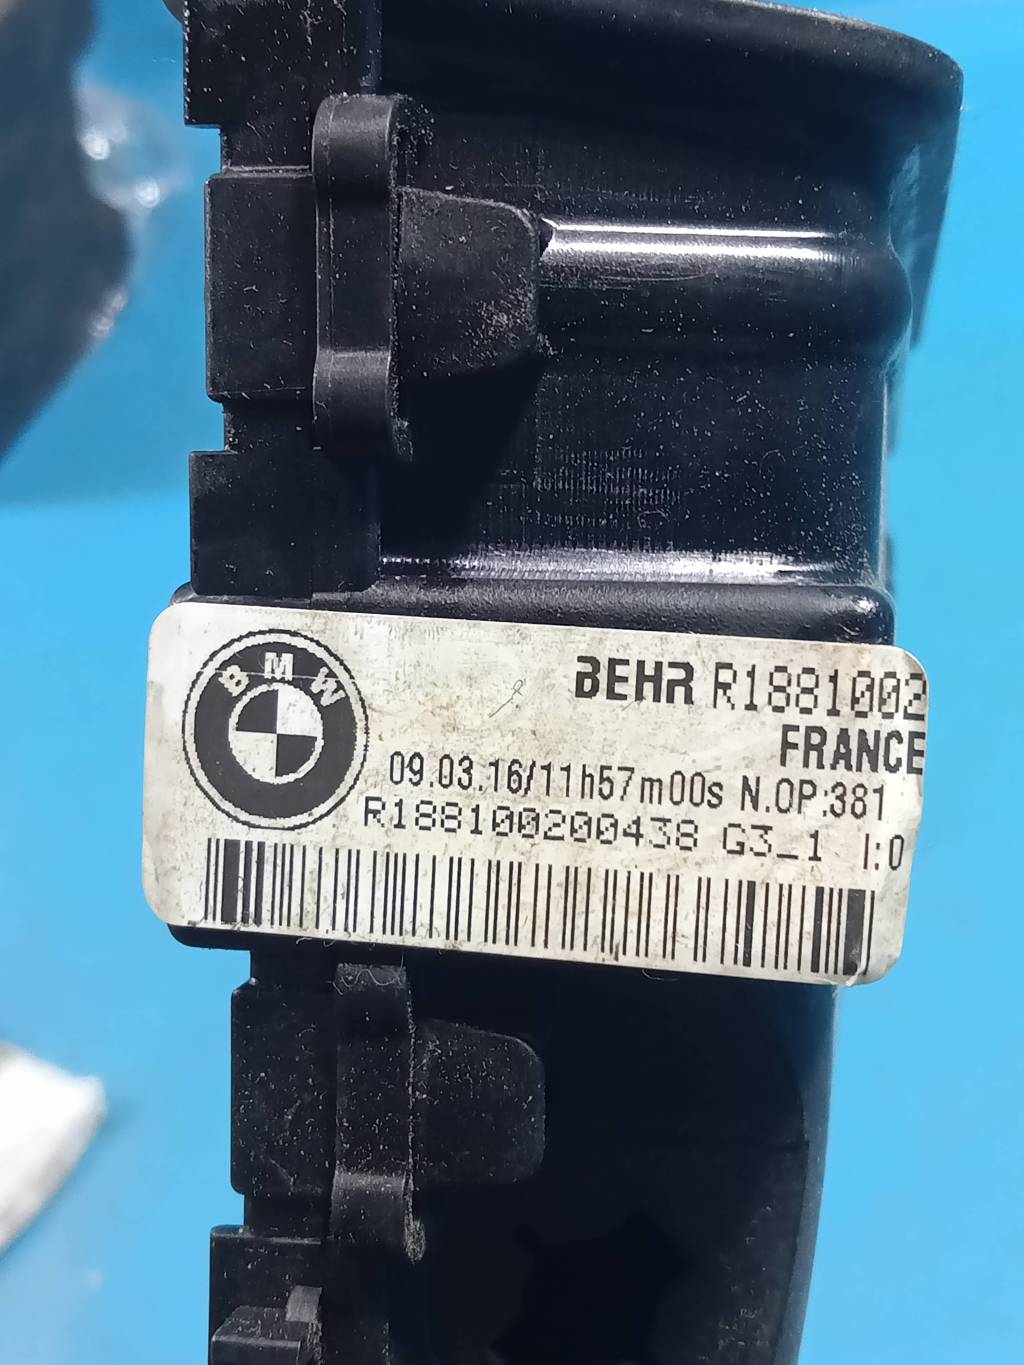 BMW
BEHR R1881002
FRANCE
09.03.16/11h57m00s N.OP:381
R188100200438 G3_1 I:0